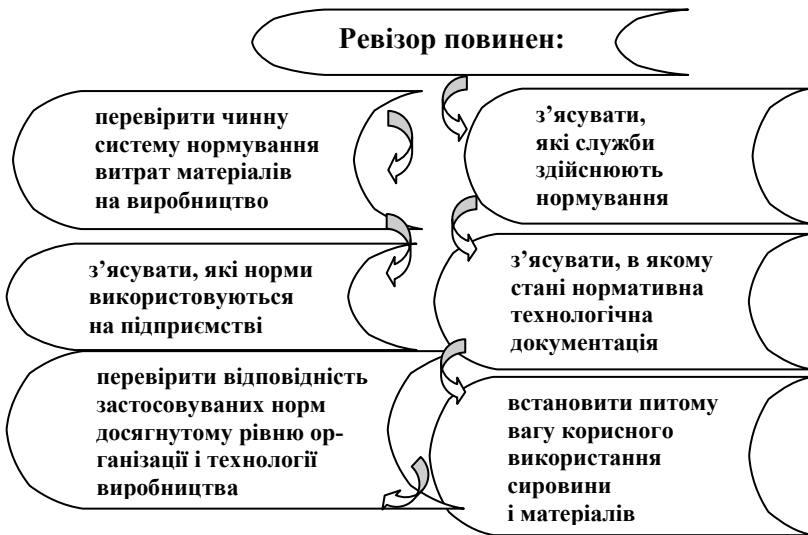 Ревізор повинен:
перевірити чинну
систему нормування
витрат матеріалів
на виробництво
з’ясувати,
які служби
здійснюють
нормування
з’ясувати, які норми
використовуються
на підприємстві
з’ясувати, в якому
стані нормативна
технологічна
документація
перевірити відповідність
застосовуваних норм
досягнутому рівню ор-
ганізації і технології
виробництва
встановити питому
вагу корисного
використання
сировини
і матеріалів